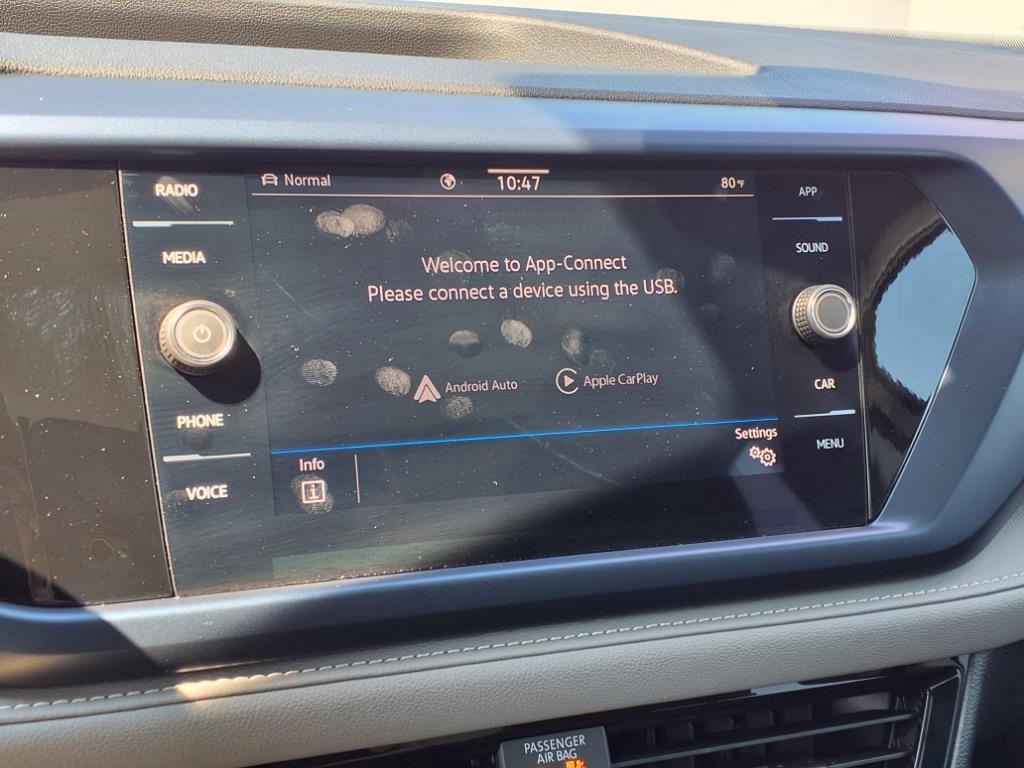 RADIO
MEDIA
PHONE
VOICE
Normal
10:47
80°F
Welcome to App-Connect
Please connect a device using the USB.
Android Auto
Apple CarPlay
Info
i
Settings
APP
SOUND
CAR
MENU
PASSENGER
AIR BAG